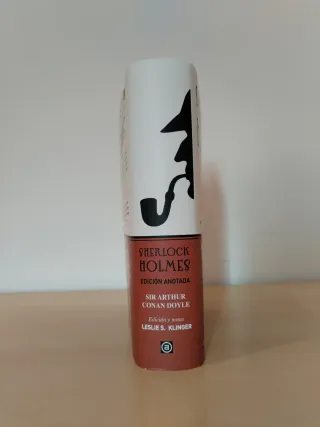 SHERLOCK
HOLMES
EDICIÓN ANOTADA
SIR ARTHUR
CONAN DOYLE
Edición y notas
LESLIE S. KLINGER
a